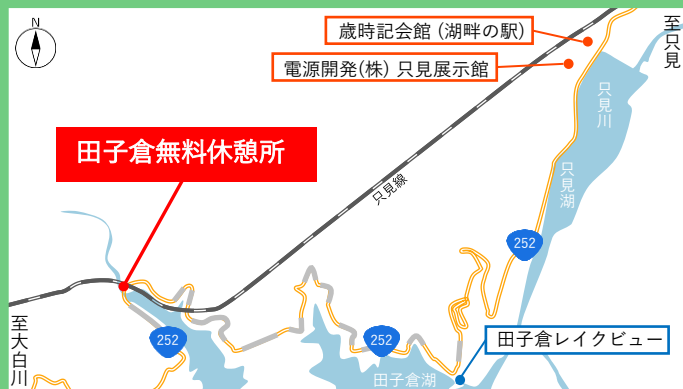 N
歳時記会館 (湖畔の駅)
電源開発(株) 只見展示館
至只見
田子倉無料休憩所
只見川
只見線
只見湖
252
至大白川
252
252
田子倉レイクビュー
田子倉湖